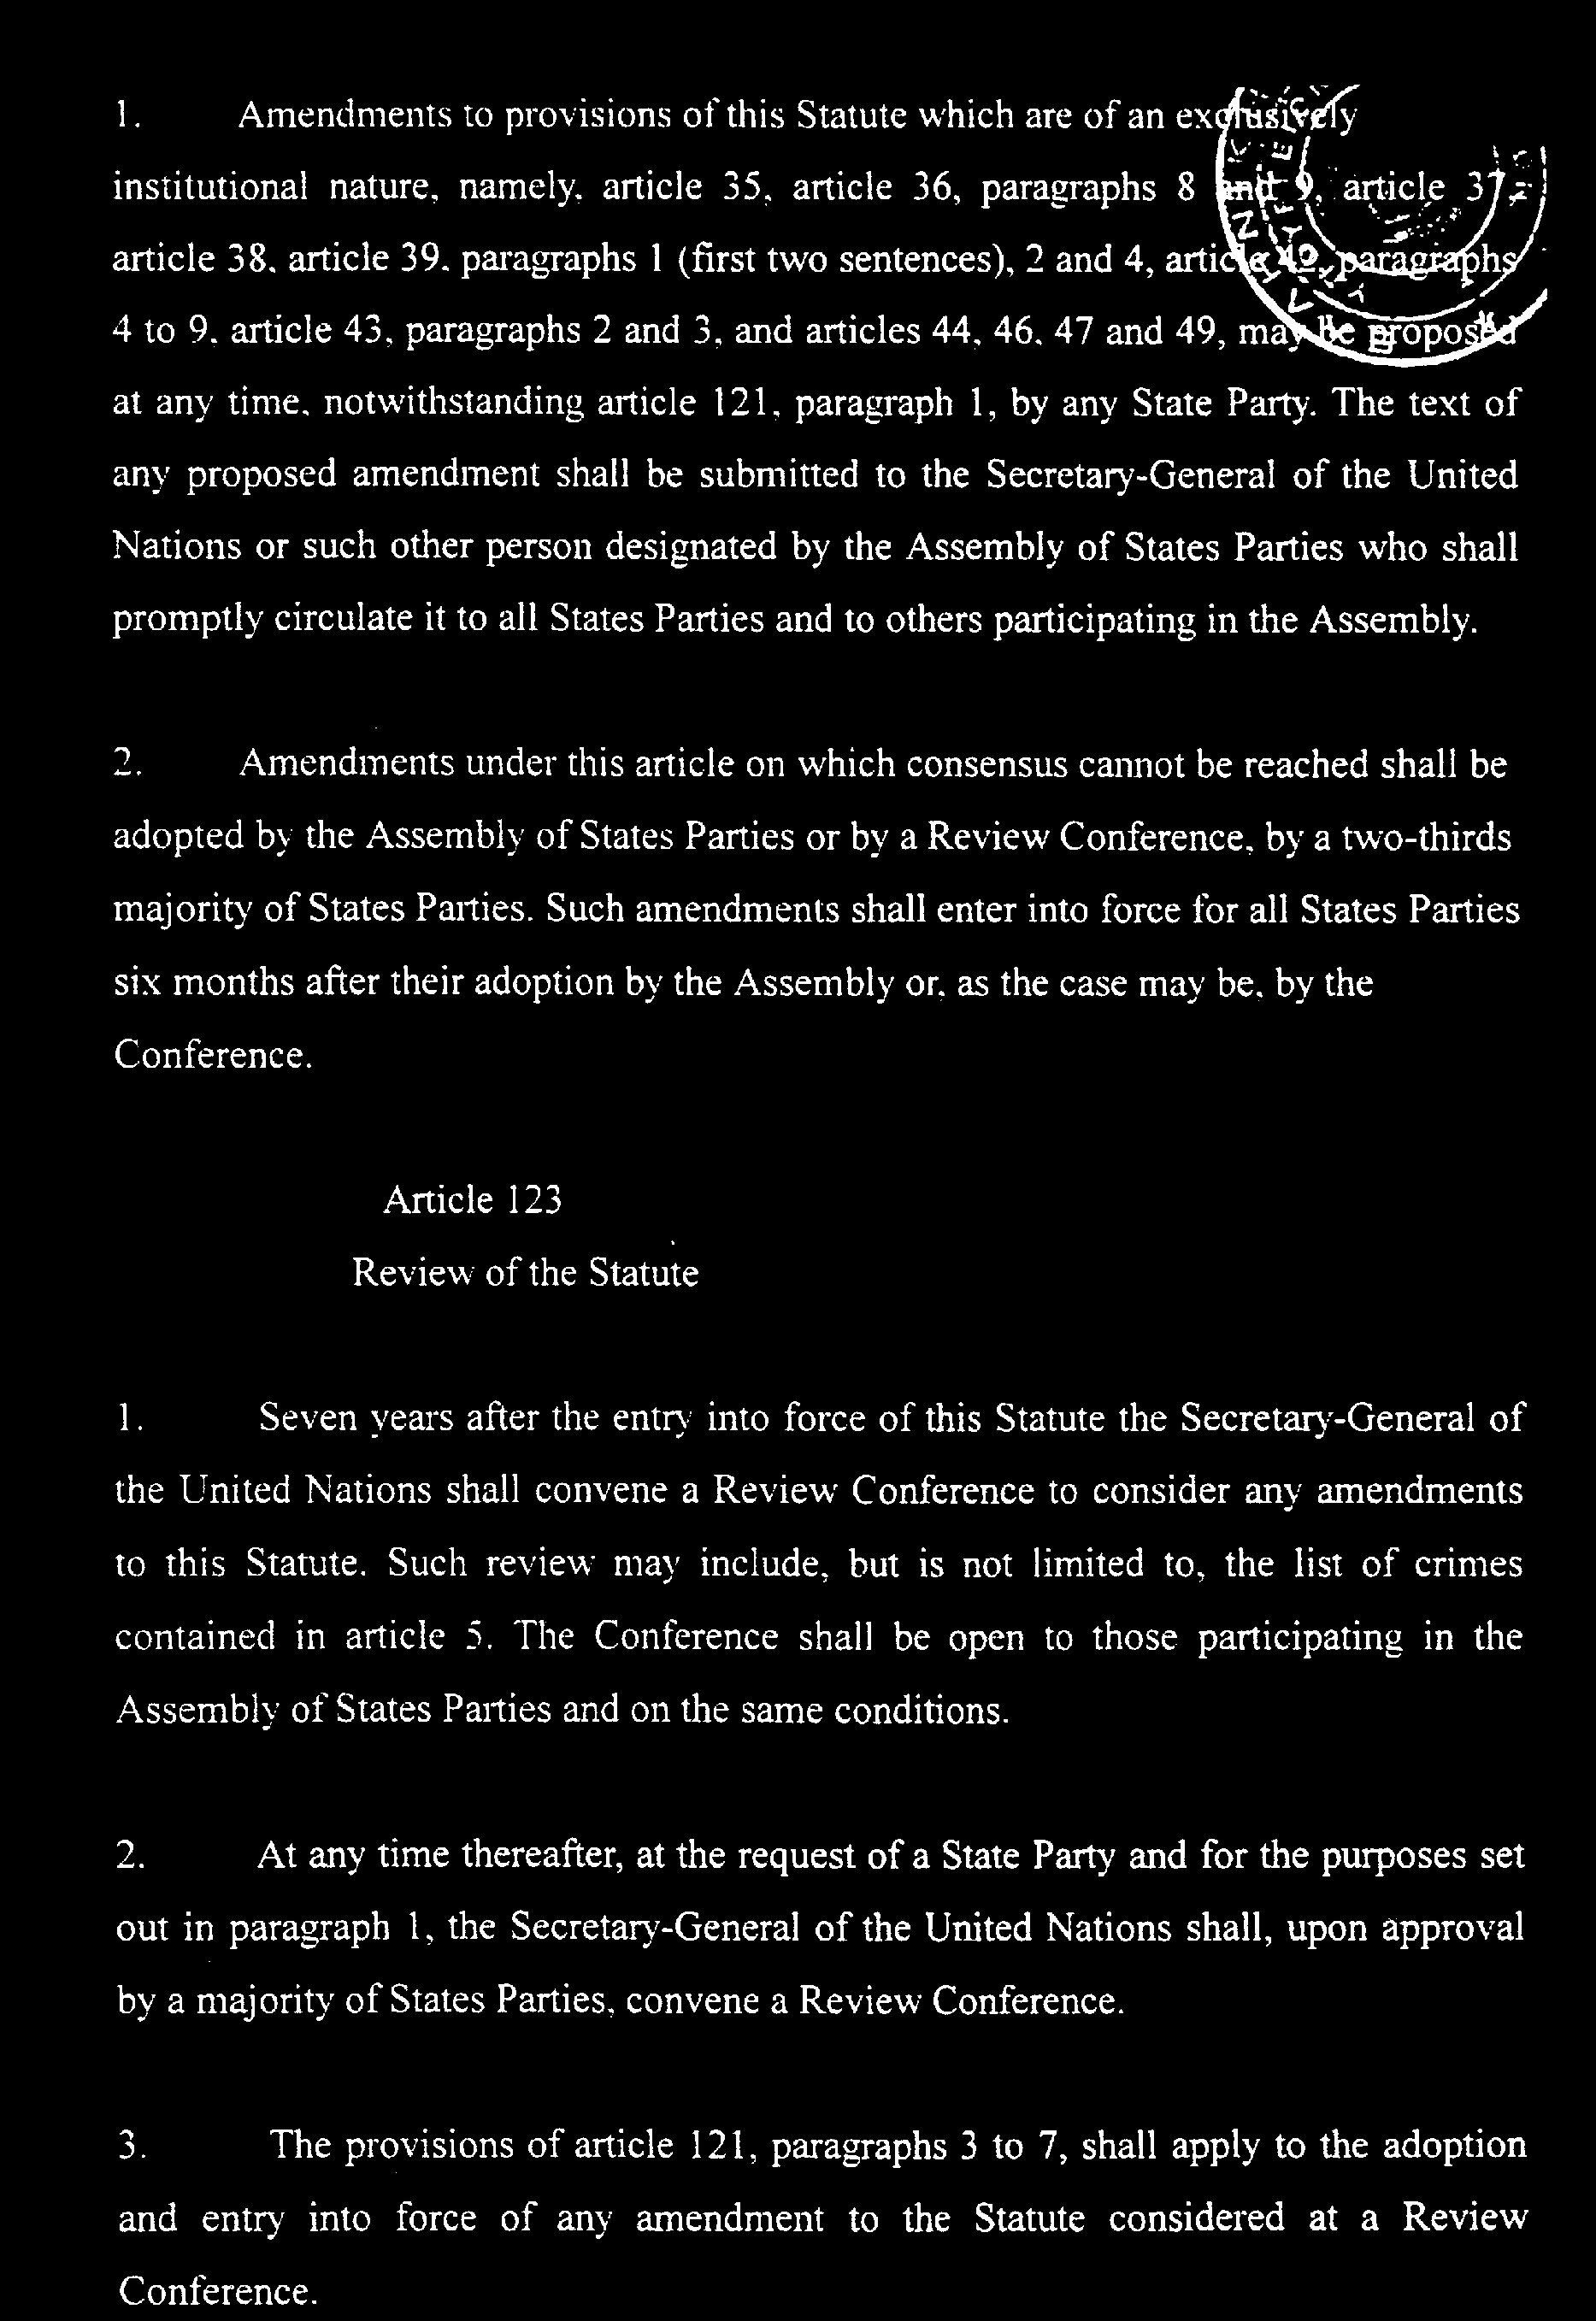 1. Amendments to provisions of this Statute which are of an exclusively
institutional nature, namely, article 35, article 36, paragraphs 8 and 9, article 37,
article 38, article 39, paragraphs 1 (first two sentences), 2 and 4, article 42, paragraphs
4 to 9, article 43, paragraphs 2 and 3, and articles 44, 46, 47 and 49, may be proposed
at any time, notwithstanding article 121, paragraph 1, by any State Party. The text of
any proposed amendment shall be submitted to the Secretary-General of the United
Nations or such other person designated by the Assembly of States Parties who shall
promptly circulate it to all States Parties and to others participating in the Assembly.
2. Amendments under this article on which consensus cannot be reached shall be
adopted by the Assembly of States Parties or by a Review Conference, by a two-thirds
majority of States Parties. Such amendments shall enter into force for all States Parties
six months after their adoption by the Assembly or, as the case may be, by the
Conference.
Article 123
Review of the Statute
1. Seven years after the entry into force of this Statute the Secretary-General of
the United Nations shall convene a Review Conference to consider any amendments
to this Statute. Such review may include, but is not limited to, the list of crimes
contained in article 5. The Conference shall be open to those participating in the
Assembly of States Parties and on the same conditions.
2. At any time thereafter, at the request of a State Party and for the purposes set
out in paragraph 1, the Secretary-General of the United Nations shall, upon approval
by a majority of States Parties, convene a Review Conference.
3. The provisions of article 121, paragraphs 3 to 7, shall apply to the adoption
and entry into force of any amendment to the Statute considered at a Review
Conference.